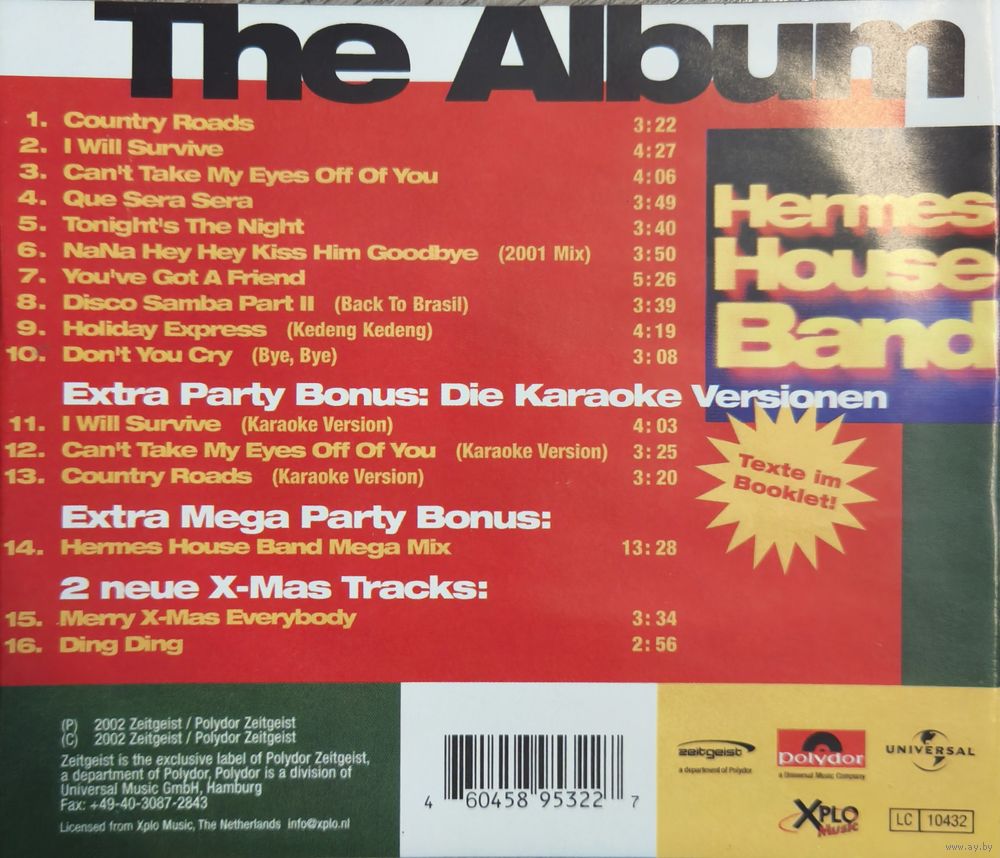 The Album
1. Country Roads 3:22
2. I Will Survive 4:27
3. Can't Take My Eyes Off Of You 4:06
4. Que Sera Sera 3:49
5. Tonight's The Night 3:40
6. NaNa Hey Hey Kiss Him Goodbye (2001 Mix) 3:50
7. You've Got A Friend 5:26
8. Disco Samba Part II (Back To Brasil) 3:39
9. Holiday Express (Kedeng Kedeng) 4:19
10. Don't You Cry (Bye, Bye) 3:08
Hermes
House
Band
Extra Party Bonus: Die Karaoke Versionen
11. I Will Survive (Karaoke Version) 4:03
12. Can't Take My Eyes Off Of You (Karaoke Version) 3:25
13. Country Roads (Karaoke Version) 3:20
Texte im
Booklet!
Extra Mega Party Bonus:
14. Hermes House Band Mega Mix 13:28
2 neue X-Mas Tracks:
15. Merry X-Mas Everybody 3:34
16. Ding Ding 2:56
(P) 2002 Zeitgeist / Polydor Zeitgeist
(C) 2002 Zeitgeist / Polydor Zeitgeist
Zeitgeist is the exclusive label of Polydor Zeitgeist,
a department of Polydor, Polydor is a division of
Universal Music GmbH, Hamburg
Fax: +49-40-3087-2843
Licensed from Xplo Music, The Netherlands info@xplo.nl
4 60458 95322 7
zeitgeist
a department of Polydor
polydor
a Universal Music Company
UNIVERSAL
XPLO
Music
LC 10432
www.ay.by